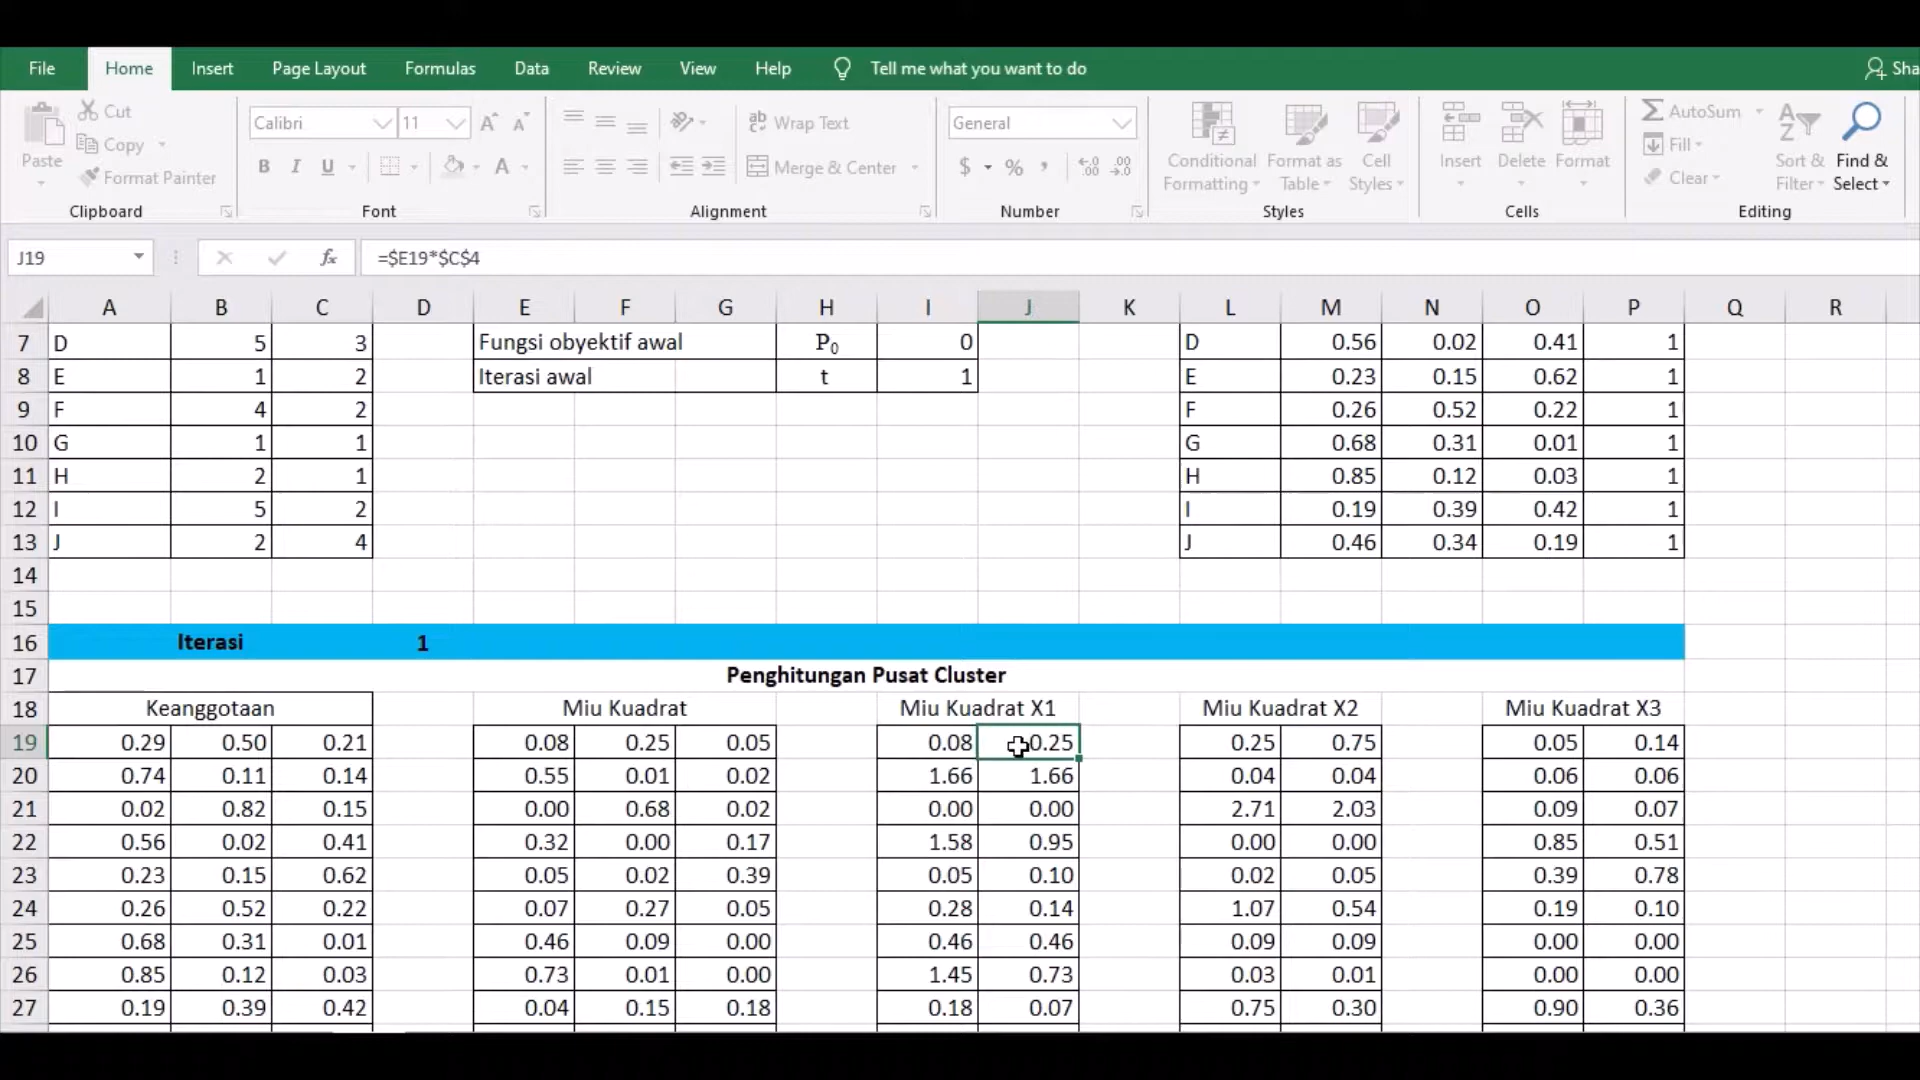 File Home Insert Page Layout Formulas Data Review View Help Tell me what you want to do Sha
Cut
Copy
Format Painter
Paste
Calibri 11
B I U
Wrap Text
Merge & Center
General
$ % ,
Conditional Formatting
Format as Table
Cell Styles
Insert Delete Format
AutoSum
Fill
Clear
Sort & Filter
Find & Select
Clipboard Font Alignment Number Styles Cells Editing
J19 fx =$E19*$C$4
A B C D E F G H I J K L M N O P Q R
7 D 5 3 Fungsi obyektif awal P₀ 0 D 0.56 0.02 0.41 1
8 E 1 2 Iterasi awal t 1 E 0.23 0.15 0.62 1
9 F 4 2 F 0.26 0.52 0.22 1
10 G 1 1 G 0.68 0.31 0.01 1
11 H 2 1 H 0.85 0.12 0.03 1
12 I 5 2 I 0.19 0.39 0.42 1
13 J 2 4 J 0.46 0.34 0.19 1
14
15
16 Iterasi 1
17 Penghitungan Pusat Cluster
18 Keanggotaan Miu Kuadrat Miu Kuadrat X1 Miu Kuadrat X2 Miu Kuadrat X3
19 0.29 0.50 0.21 0.08 0.25 0.05 0.08 0.25 0.25 0.75 0.05 0.14
20 0.74 0.11 0.14 0.55 0.01 0.02 1.66 1.66 0.04 0.04 0.06 0.06
21 0.02 0.82 0.15 0.00 0.68 0.02 0.00 0.00 2.71 2.03 0.09 0.07
22 0.56 0.02 0.41 0.32 0.00 0.17 1.58 0.95 0.00 0.00 0.85 0.51
23 0.23 0.15 0.62 0.05 0.02 0.39 0.05 0.10 0.02 0.05 0.39 0.78
24 0.26 0.52 0.22 0.07 0.27 0.05 0.28 0.14 1.07 0.54 0.19 0.10
25 0.68 0.31 0.01 0.46 0.09 0.00 0.46 0.46 0.09 0.09 0.00 0.00
26 0.85 0.12 0.03 0.73 0.01 0.00 1.45 0.73 0.03 0.01 0.00 0.00
27 0.19 0.39 0.42 0.04 0.15 0.18 0.18 0.07 0.75 0.30 0.90 0.36